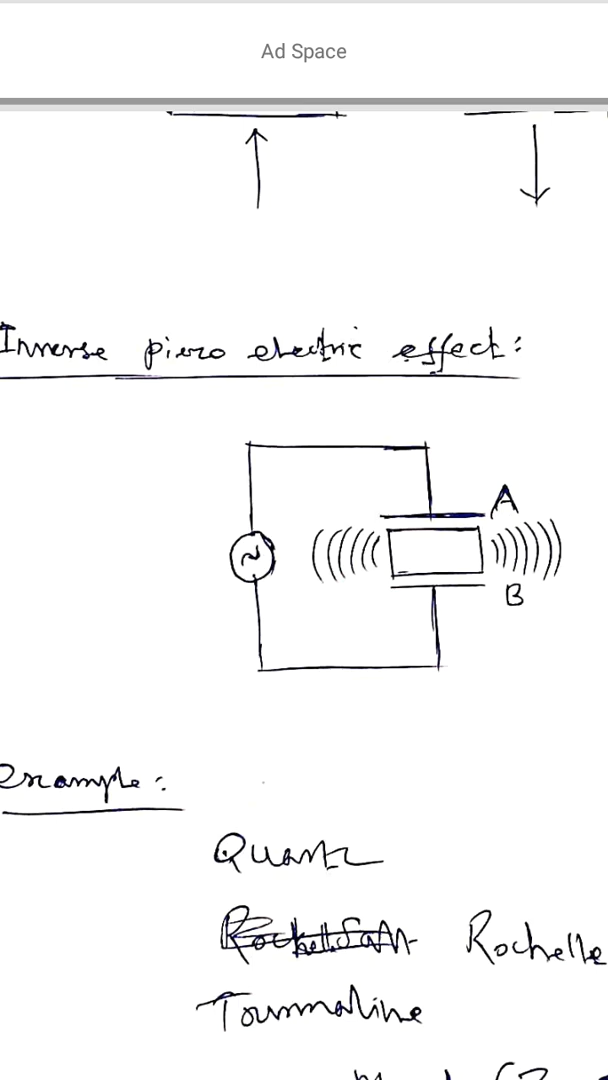 Ad Space
Inverse piezo electric effect:
A
B
example:
Quartz
Rochelle
Tourmaline